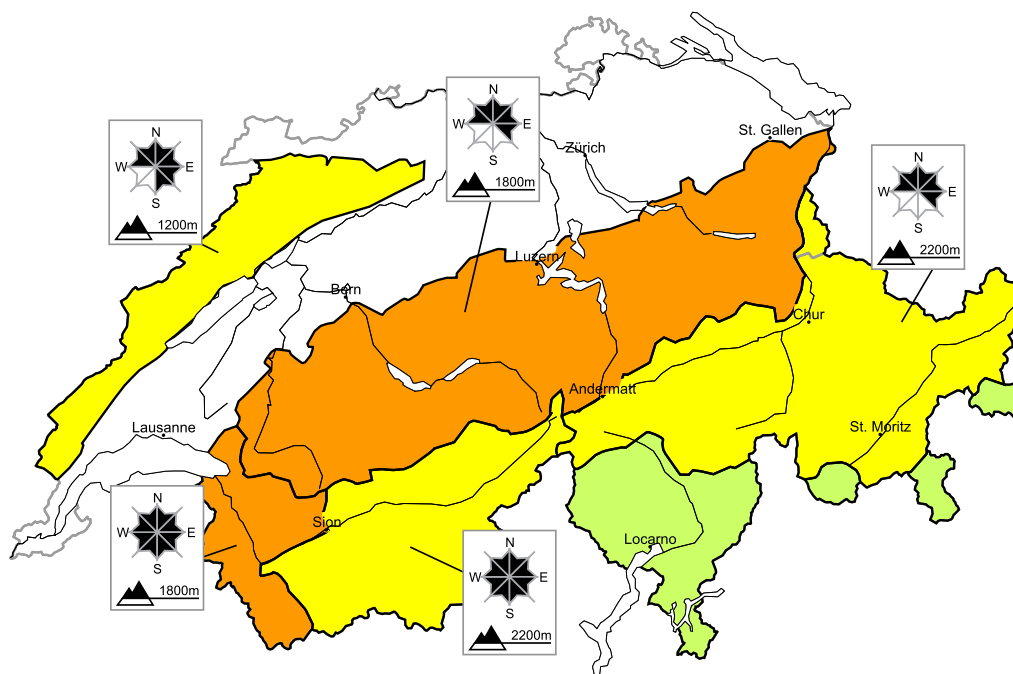 N
W E
S
1800m
N
W E
S
1200m
Zürich
St. Gallen
N
W E
S
2200m
Luzern
Bern
Chur
Andermatt
Lausanne
St. Moritz
N
W E
S
1800m
Sion
Locarno
N
W E
S
2200m